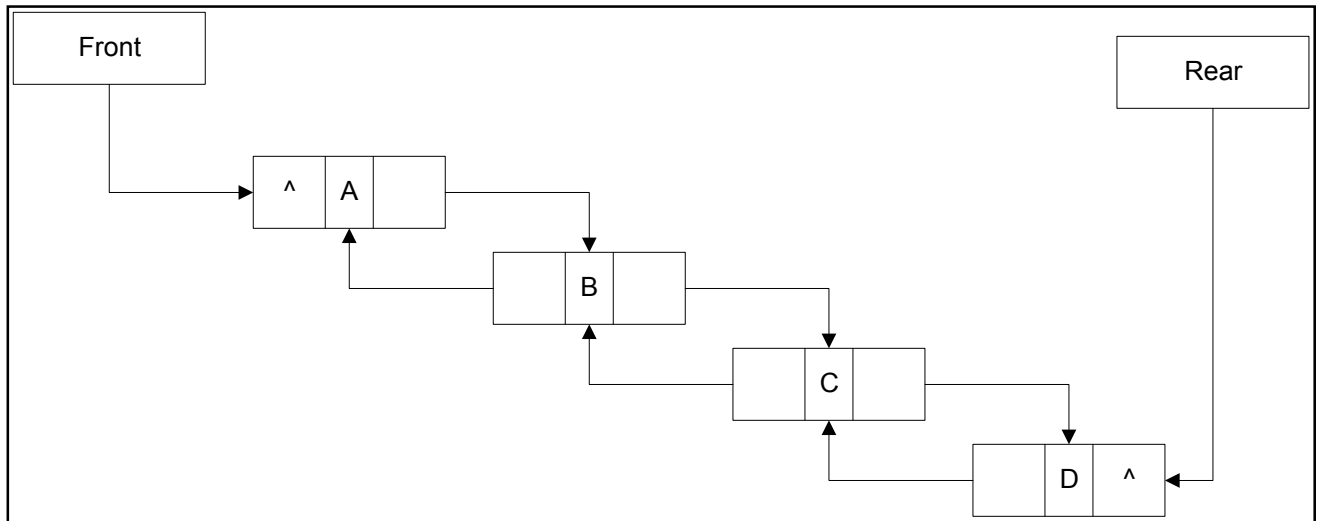 Front
Rear
^ A
B
C
D ^